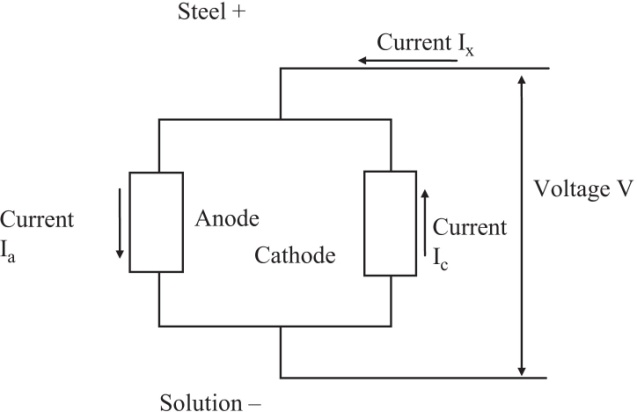 Steel +
Current Ix
Voltage V
Current
Ia
Anode
Cathode
Current
Ic
Solution –